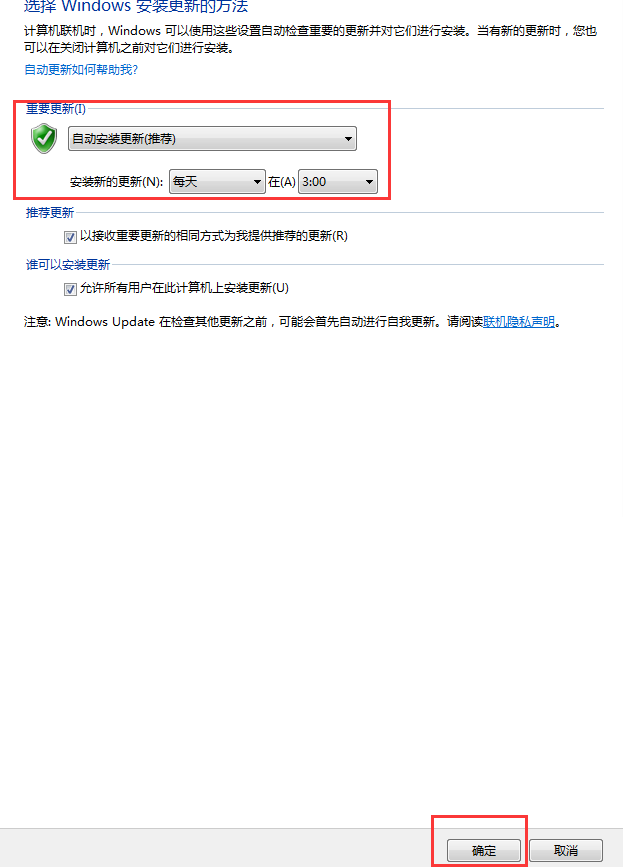 选择 Windows 安装更新的方法
计算机联机时，Windows 可以使用这些设置自动检查重要的更新并对它们进行安装。当有新的更新时，您也
可以在关闭计算机之前对它们进行安装。
自动更新如何帮助我?
重要更新(I)
自动安装更新(推荐)
安装新的更新(N): 每天 在(A) 3:00
推荐更新
以接收重要更新的相同方式为我提供推荐的更新(R)
谁可以安装更新
允许所有用户在此计算机上安装更新(U)
注意: Windows Update 在检查其他更新之前，可能会首先自动进行自我更新。请阅读联机隐私声明。
确定 取消